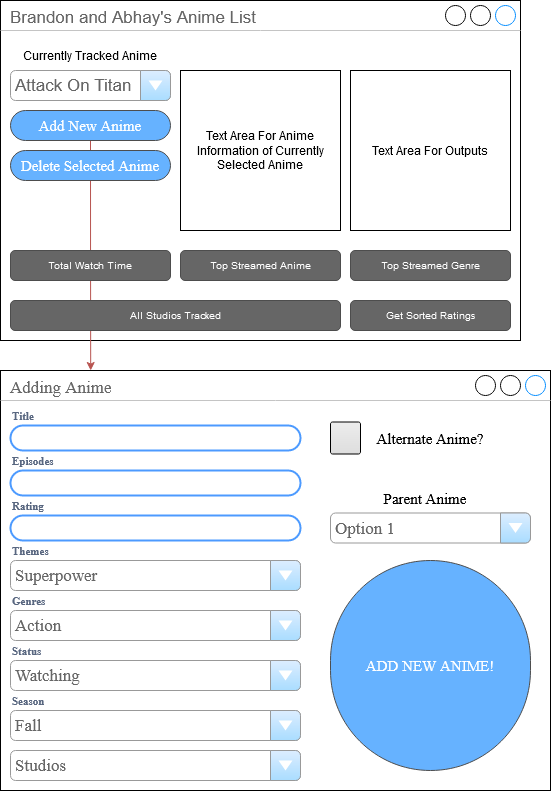 Brandon and Abhay's Anime List
Currently Tracked Anime
Attack On Titan
Add New Anime
Delete Selected Anime
Text Area For Anime
Information of Currently
Selected Anime
Text Area For Outputs
Total Watch Time
Top Streamed Anime
Top Streamed Genre
All Studios Tracked
Get Sorted Ratings
Adding Anime
Title
Episodes
Rating
Themes
Superpower
Genres
Action
Status
Watching
Season
Fall
Studios
Alternate Anime?
Parent Anime
Option 1
ADD NEW ANIME!